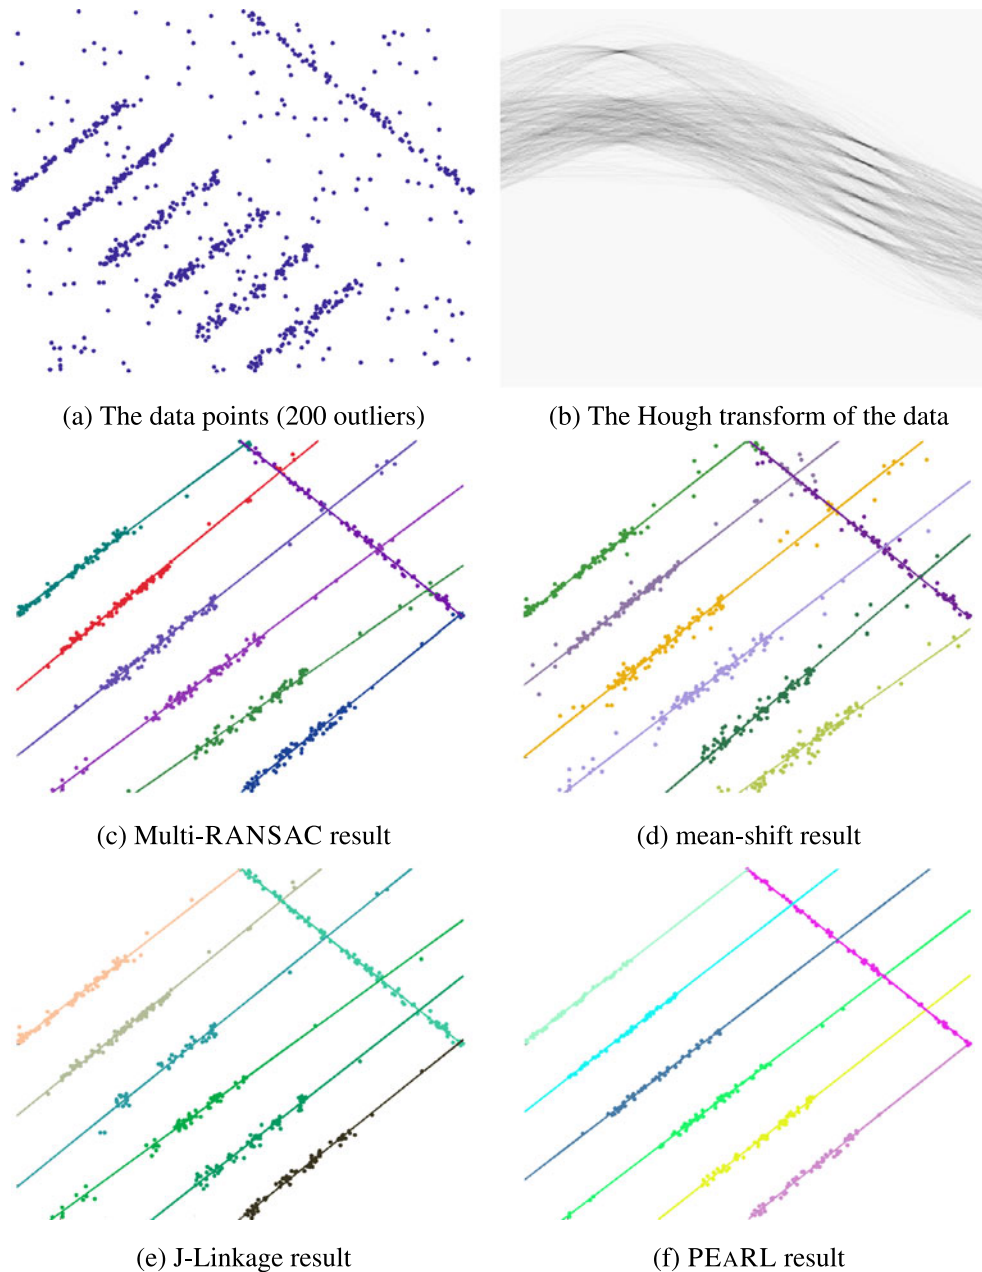 (a) The data points (200 outliers)
(b) The Hough transform of the data
(c) Multi-RANSAC result
(d) mean-shift result
(e) J-Linkage result
(f) PEARL result